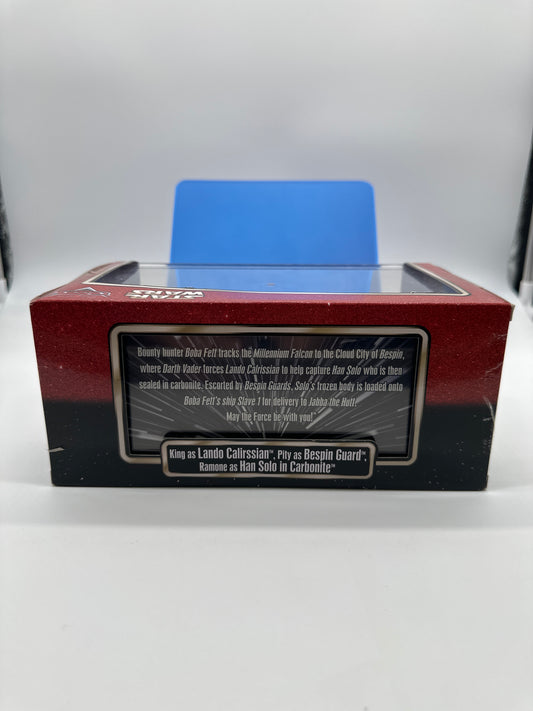 STAR
WARS
Bounty hunter Boba Fett tracks the Millennium Falcon to the Cloud City of Bespin,
where Darth Vader forces Lando Calrissian to help capture Han Solo who is then
sealed in carbonite. Escorted by Bespin Guards, Solo's frozen body is loaded onto
Boba Fett's ship Slave 1 for delivery to Jabba the Hutt.
May the Force be with you!
King as Lando Calirssian™, Pity as Bespin Guard™
Ramone as Han Solo in Carbonite™